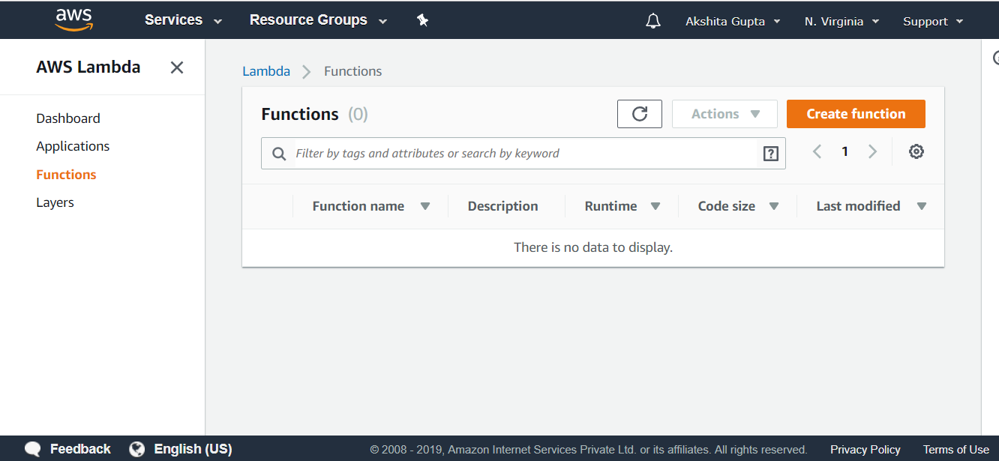 aws Services Resource Groups Akshita Gupta N. Virginia Support
AWS Lambda
Dashboard
Applications
Functions
Layers
Lambda Functions
Functions (0) Actions Create function
Filter by tags and attributes or search by keyword ? 1
Function name Description Runtime Code size Last modified
There is no data to display.
Feedback English (US) © 2008 - 2019, Amazon Internet Services Private Ltd. or its affiliates. All rights reserved. Privacy Policy Terms of Use